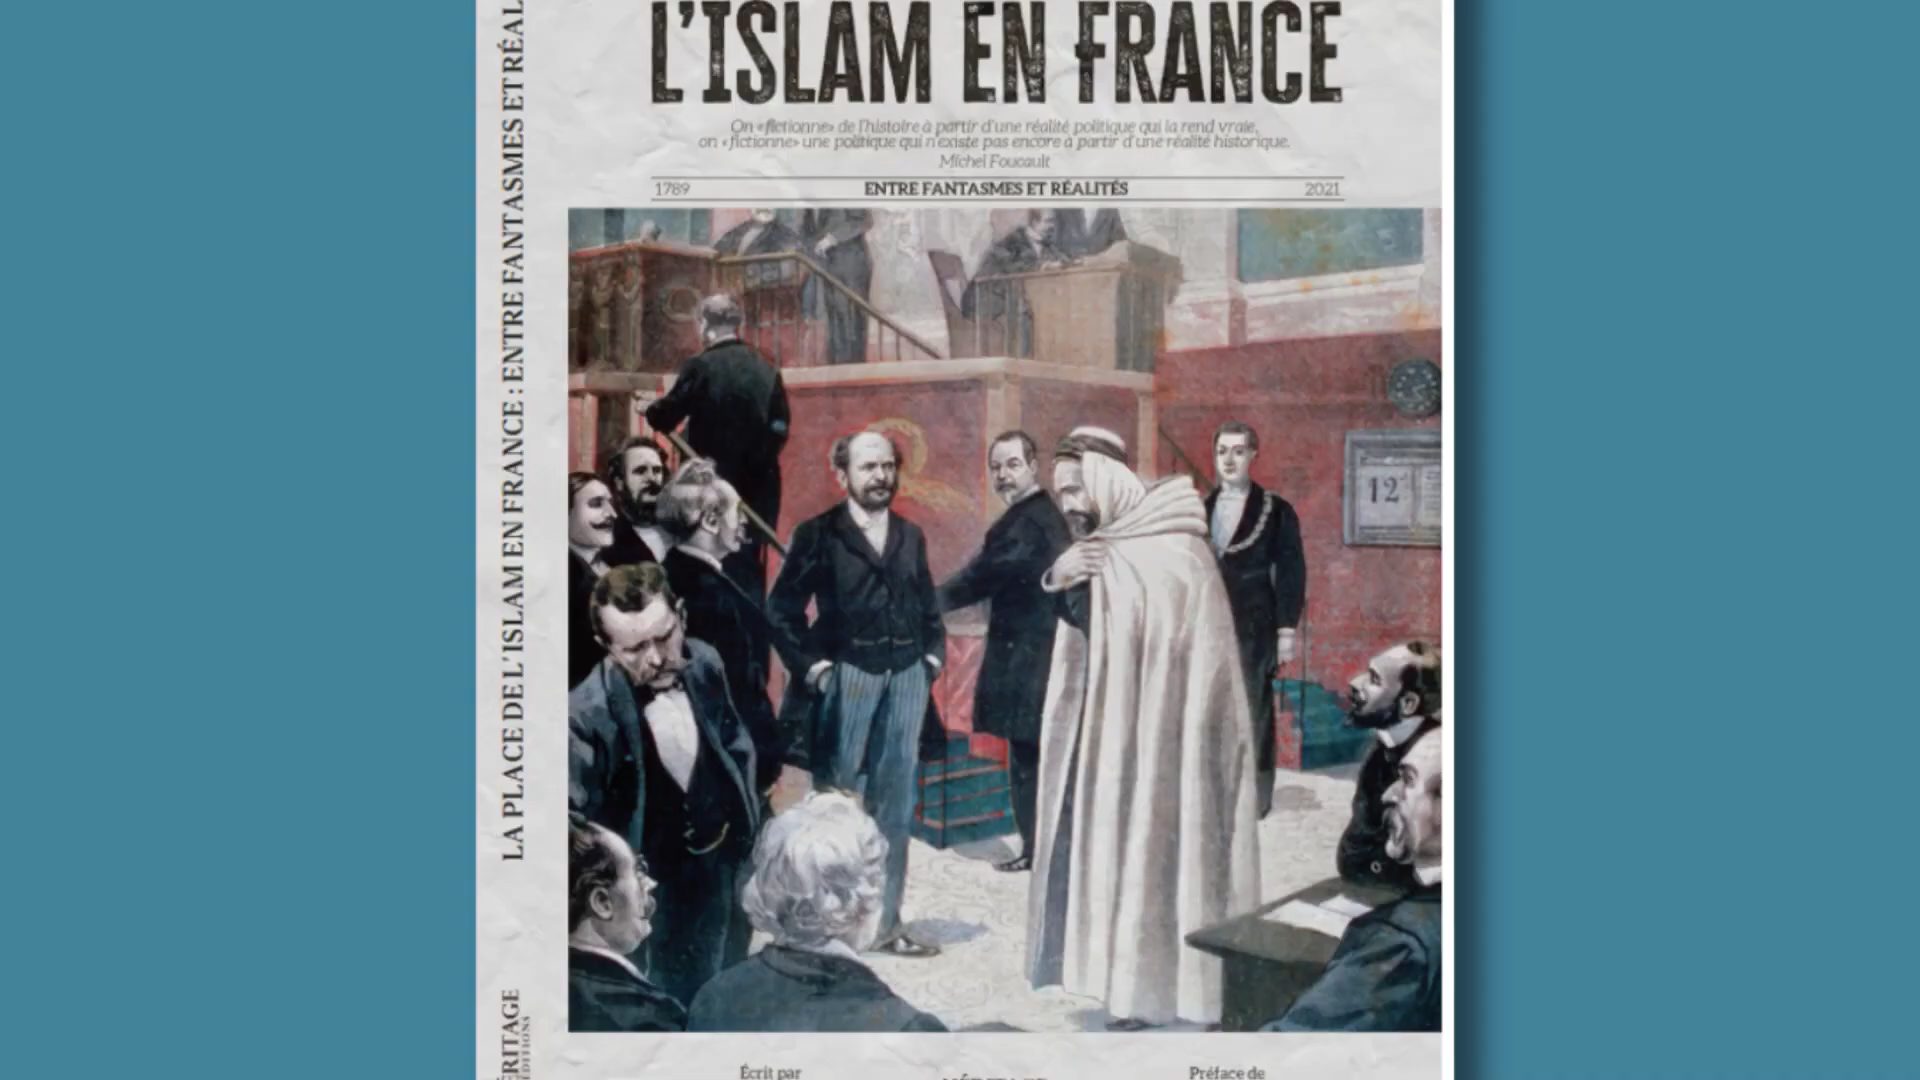 L'ISLAM EN FRANCE
On «fictionne» de l'histoire à partir d'une réalité politique qui la rend vraie,
on «fictionne» une politique qui n'existe pas encore à partir d'une réalité historique.
Michel Foucault
1789 ENTRE FANTASMES ET RÉALITÉS 2021
12
LA PLACE DE L'ISLAM EN FRANCE : ENTRE FANTASMES ET RÉAL
ÉRITAGE
ÉDITIONS
Écrit par
Préface de